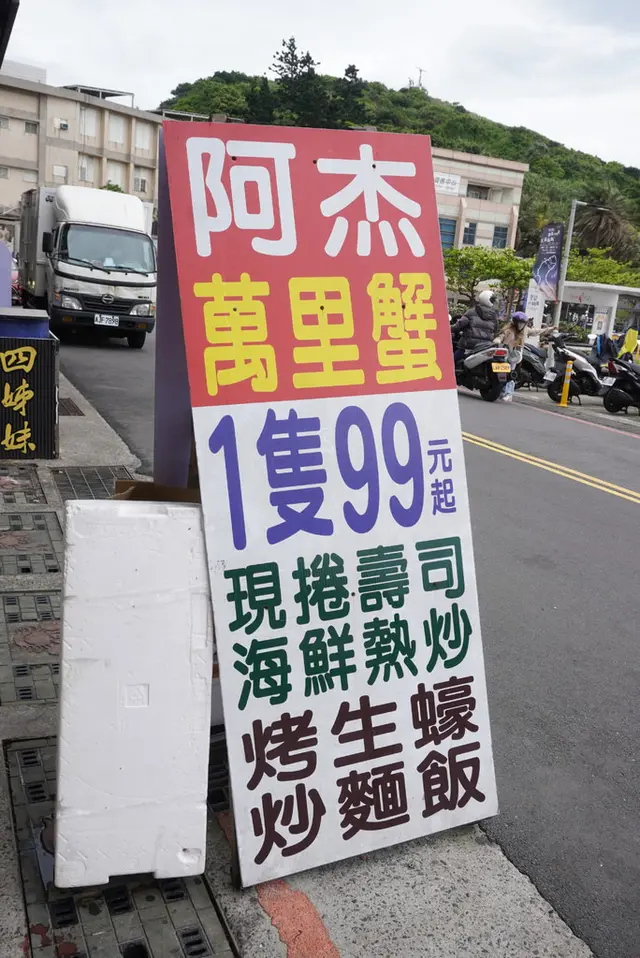 阿杰
萬里蟹
1隻99元起
現捲壽司
海鮮熱炒
烤生蠔
炒麵飯
四姊妹